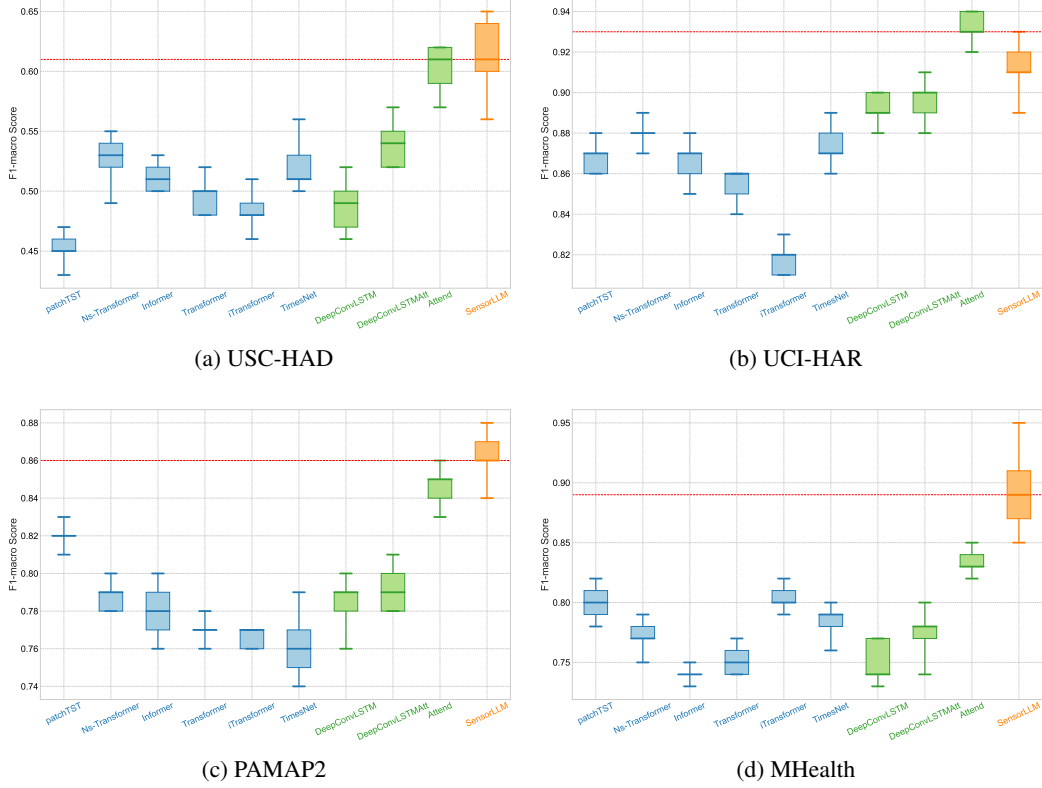 0.65
0.60
0.55
0.50
0.45
F1-macro Score
patchTST
Ns-Transformer
Informer
Transformer
iTransformer
TimesNet
DeepConvLSTM
DeepConvLSTMAtt
Attend
SensorLLM
(a) USC-HAD
0.94
0.92
0.90
0.88
0.86
0.84
0.82
F1-macro Score
patchTST
Ns-Transformer
Informer
Transformer
iTransformer
TimesNet
DeepConvLSTM
DeepConvLSTMAtt
Attend
SensorLLM
(b) UCI-HAR
0.88
0.86
0.84
0.82
0.80
0.78
0.76
0.74
F1-macro Score
patchTST
Ns-Transformer
Informer
Transformer
iTransformer
TimesNet
DeepConvLSTM
DeepConvLSTMAtt
Attend
SensorLLM
(c) PAMAP2
0.95
0.90
0.85
0.80
0.75
F1-macro Score
patchTST
Ns-Transformer
Informer
Transformer
iTransformer
TimesNet
DeepConvLSTM
DeepConvLSTMAtt
Attend
SensorLLM
(d) MHealth